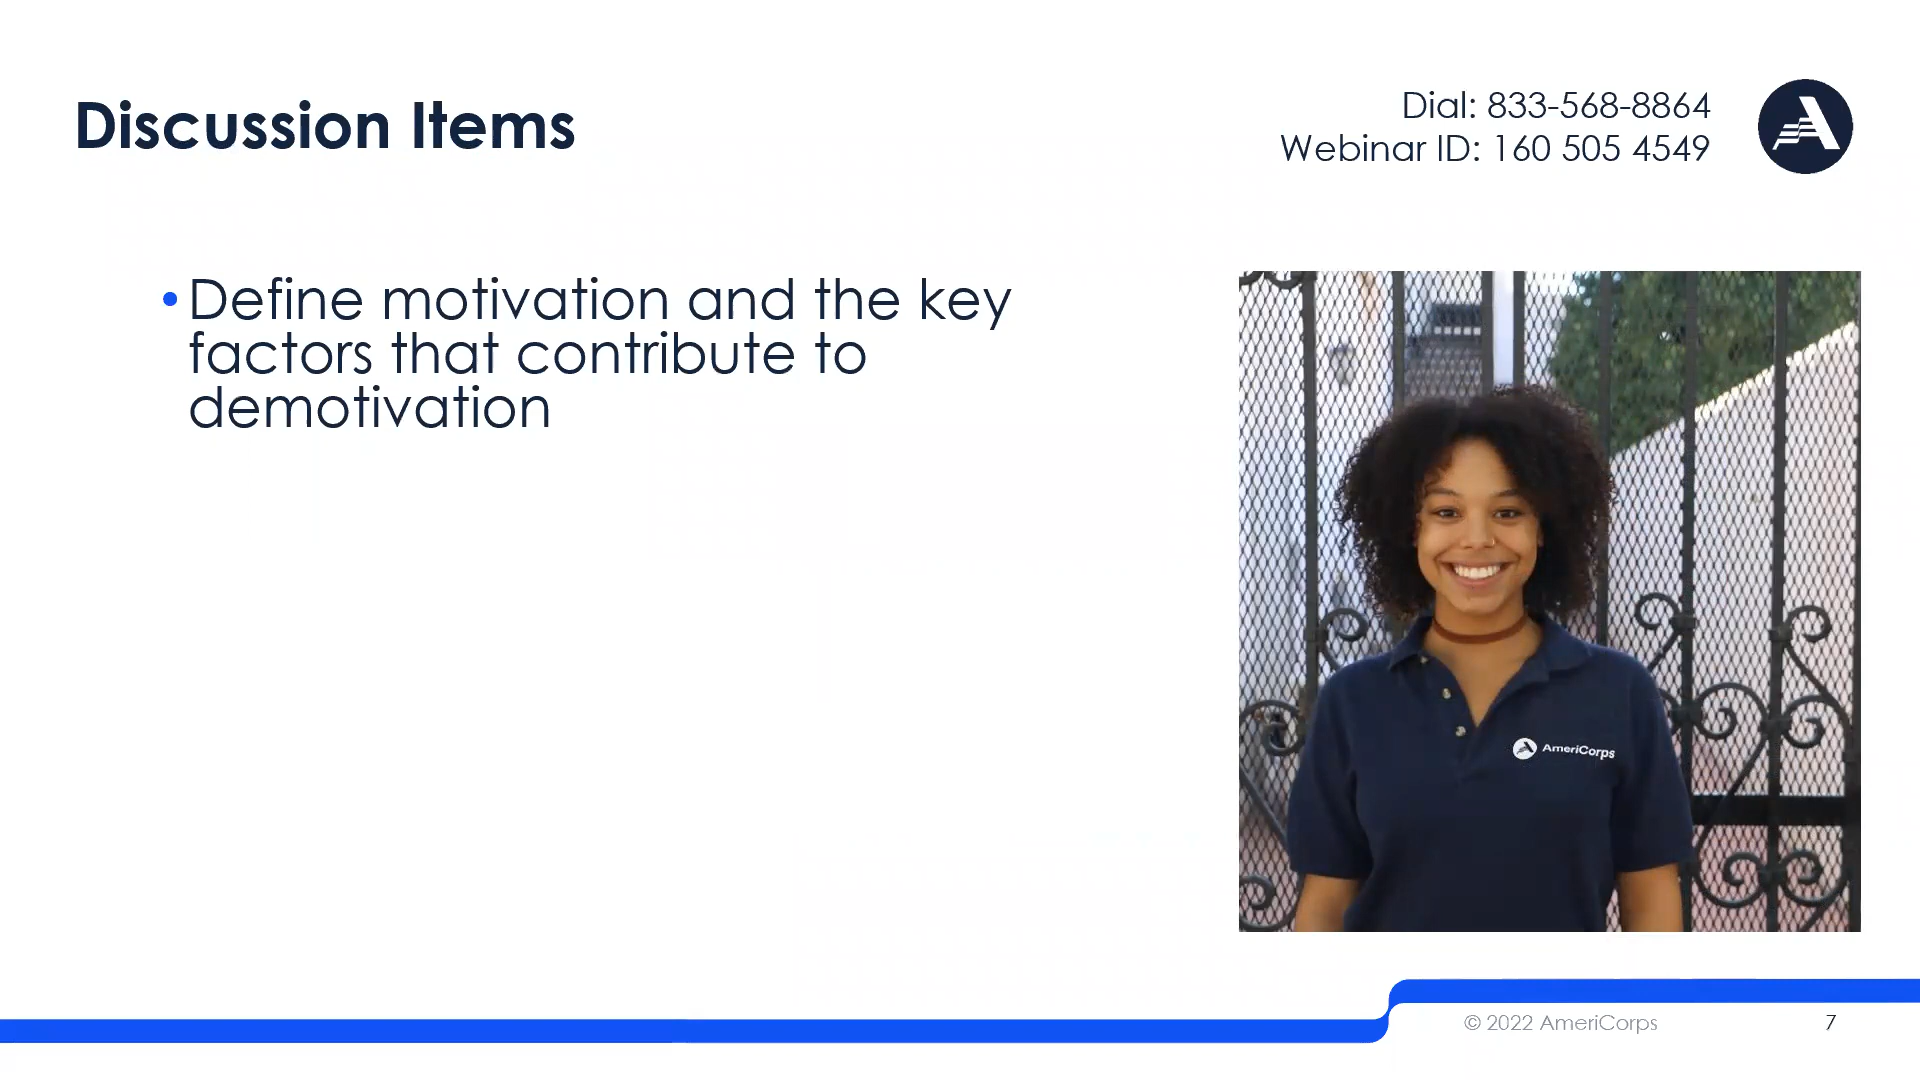 Discussion Items
Dial: 833-568-8864
Webinar ID: 160 505 4549
•Define motivation and the key
factors that contribute to
demotivation
AmeriCorps
© 2022 AmeriCorps
7